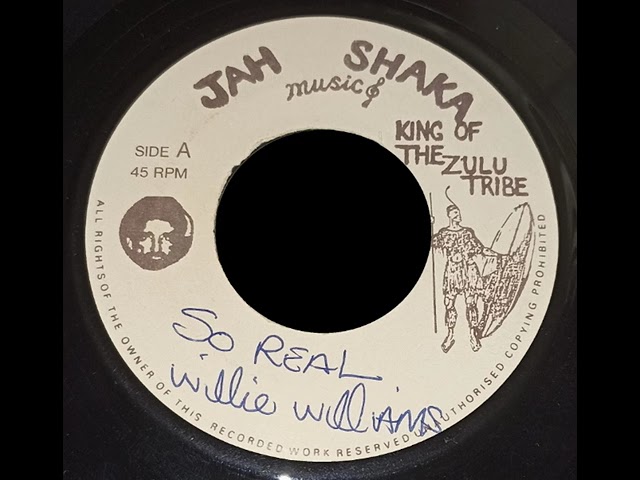 JAH SHAKA
music
KING OF
THE ZULU
TRIBE
SIDE A
45 RPM
So REAL
Willie Williams
ALL RIGHTS OF THE OWNER OF THIS RECORDED WORK RESERVED UNAUTHORISED COPYING PROHIBITED